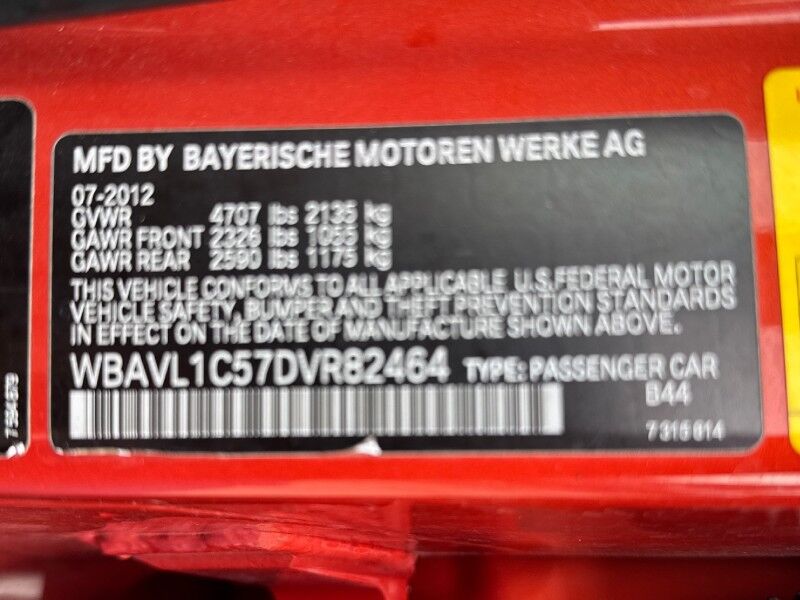 MFD BY BAYERISCHE MOTOREN WERKE AG
07-2012
GVWR 4707 lbs 2135 kg
GAWR FRONT 2326 lbs 1055 kg
GAWR REAR 2590 lbs 1175 kg
THIS VEHICLE CONFORMS TO ALL APPLICABLE U.S. FEDERAL MOTOR
VEHICLE SAFETY, BUMPER AND THEFT PREVENTION STANDARDS
IN EFFECT ON THE DATE OF MANUFACTURE SHOWN ABOVE.
WBAVL1C57DVR82464 TYPE: PASSENGER CAR
B44